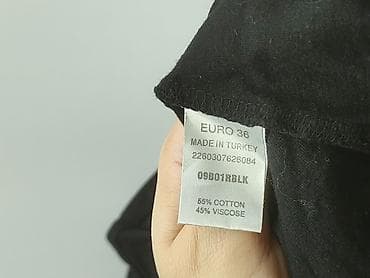 EURO 36
MADE IN TURKEY
2260307626084
09B01RBLK
55% COTTON
45% VISCOSE